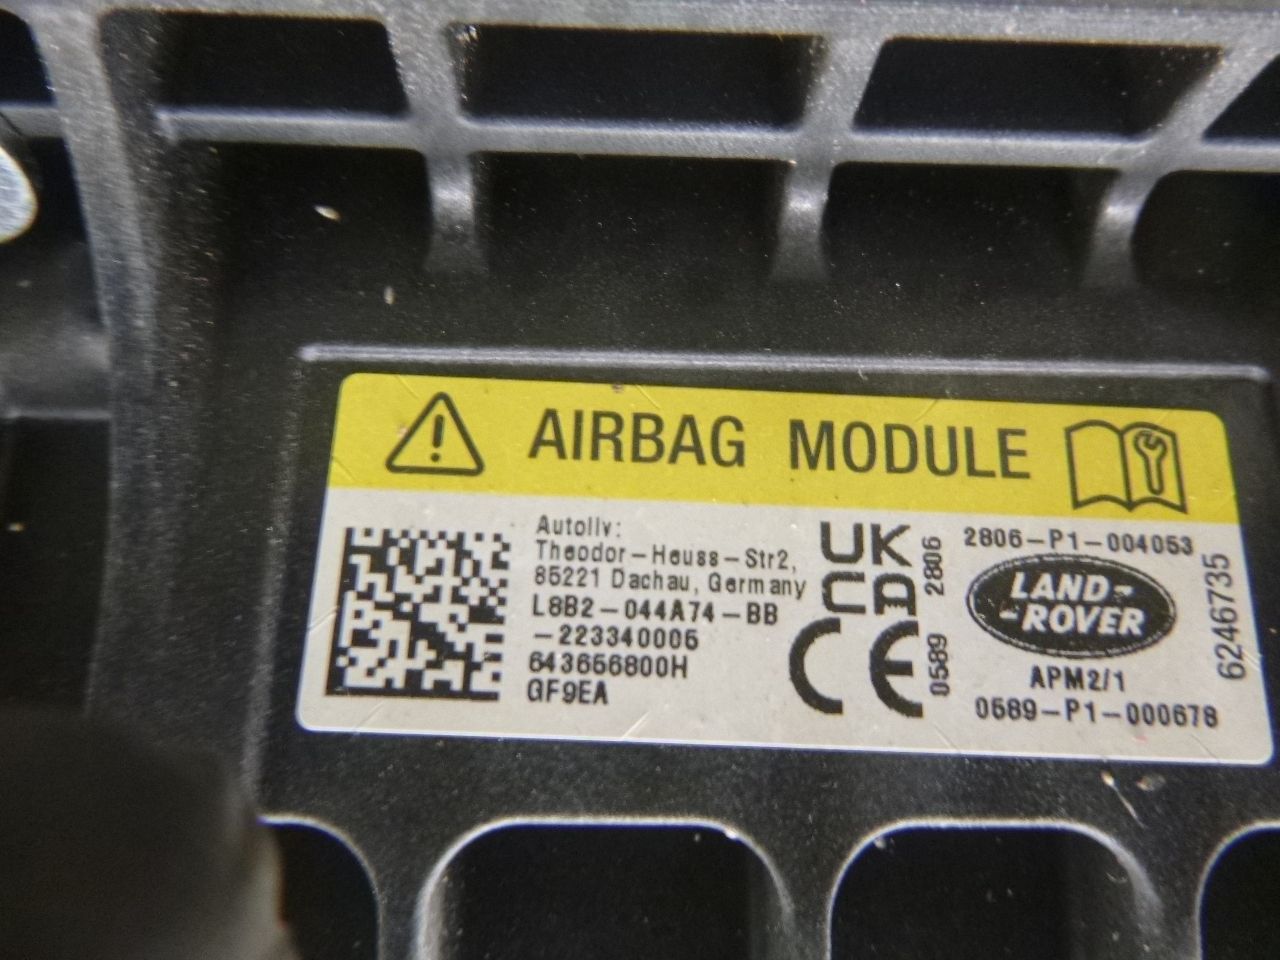 AIRBAG MODULE
Autoliv:
Theodor-Heuss-Str2,
85221 Dachau, Germany
L8B2-044A74-BB
-223340006
643656800H
GF9EA
UK
CA
2806
CE
0589
2806-P1-004053
LAND-
-ROVER
APM2/1
0589-P1-000678
6246735